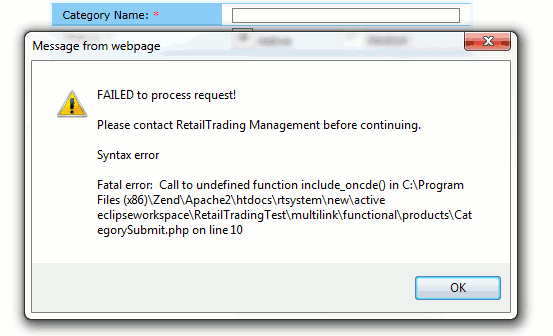 Category Name: *
Message from webpage
FAILED to process request!
Please contact RetailTrading Management before continuing.
Syntax error
Fatal error:  Call to undefined function include_oncde() in C:\Program
Files (x86)\Zend\Apache2\htdocs\rtsystem\new\active
eclipseworkspace\RetailTradingTest\multilink\functional\products\Cat
egorySubmit.php on line 10
OK